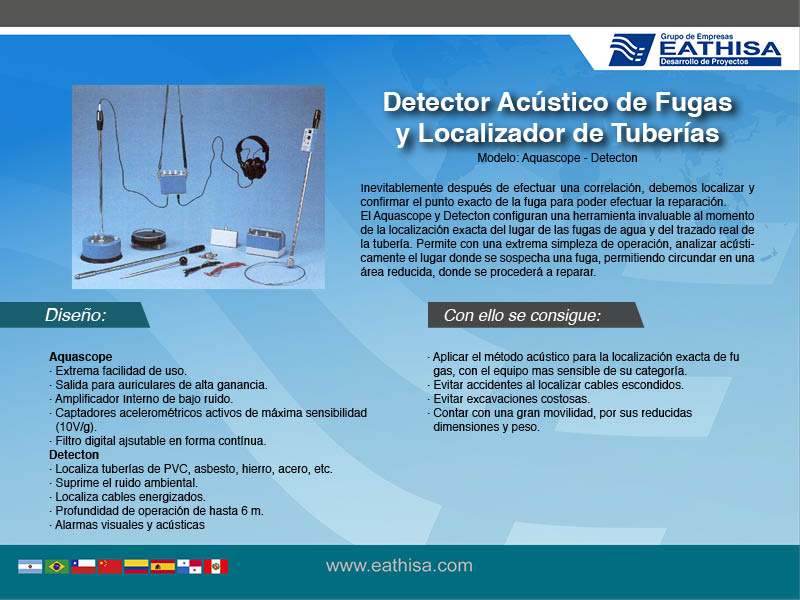 Grupo de Empresas
EATHISA
Desarrollo de Proyectos
Detector Acústico de Fugas
y Localizador de Tuberías
Modelo: Aquascope - Detecton
Inevitablemente después de efectuar una correlación, debemos localizar y
confirmar el punto exacto de la fuga para poder efectuar la reparación.
El Aquascope y Detecton configuran una herramienta invaluable al momento
de la localización exacta del lugar de las fugas de agua y del trazado real de
la tubería. Permite con una extrema simpleza de operación, analizar acústi-
camente el lugar donde se sospecha una fuga, permitiendo circundar en una
área reducida, donde se procederá a reparar.
Diseño:
Aquascope
· Extrema facilidad de uso.
· Salida para auriculares de alta ganancia.
· Amplificador interno de bajo ruido.
· Captadores acelerométricos activos de máxima sensibilidad
(10V/g).
· Filtro digital ajsutable en forma contínua.
Detecton
· Localiza tuberías de PVC, asbesto, hierro, acero, etc.
· Suprime el ruido ambiental.
· Localiza cables energizados.
· Profundidad de operación de hasta 6 m.
· Alarmas visuales y acústicas
Con ello se consigue:
· Aplicar el método acústico para la localización exacta de fu
gas, con el equipo mas sensible de su categoría.
· Evitar accidentes al localizar cables escondidos.
· Evitar excavaciones costosas.
· Contar con una gran movilidad, por sus reducidas
dimensiones y peso.
www.eathisa.com